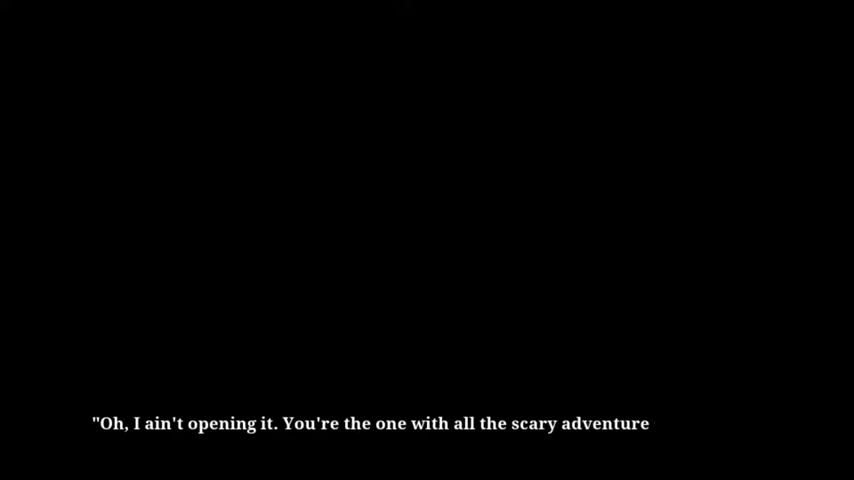 "Oh, I ain't opening it. You're the one with all the scary adventure